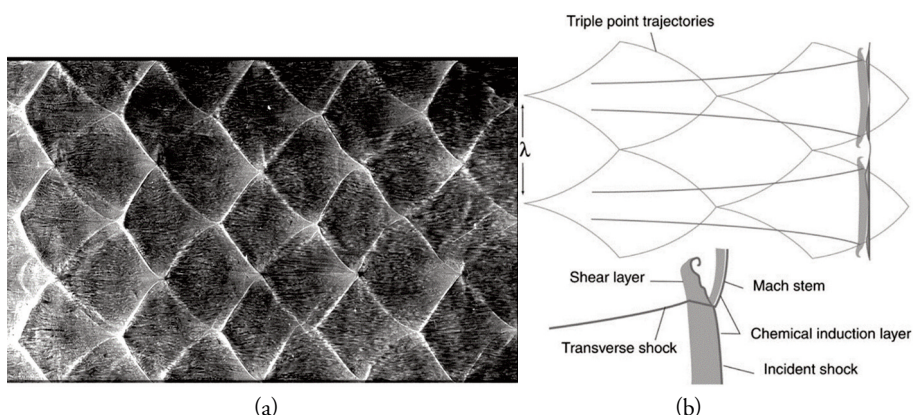 Triple point trajectories
λ
Shear layer
Mach stem
Chemical induction layer
Transverse shock
Incident shock
(a)
(b)